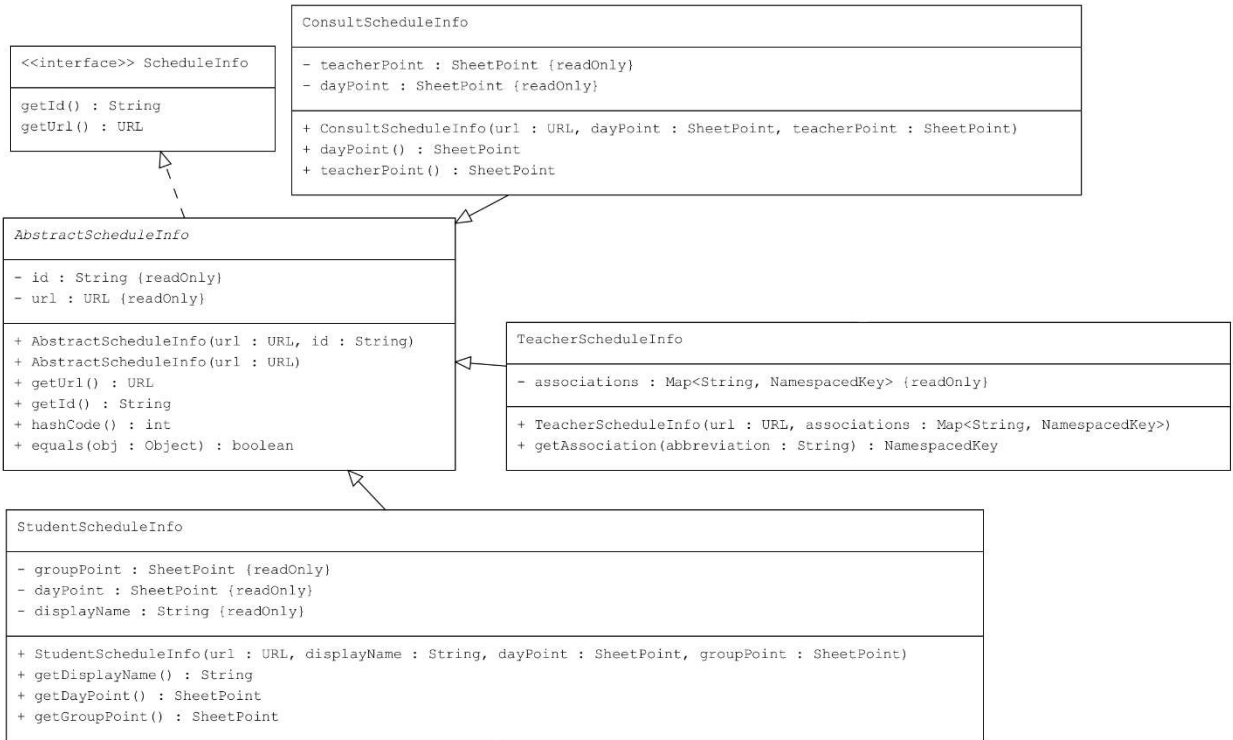 ConsultScheduleInfo
- teacherPoint : SheetPoint {readOnly}
- dayPoint : SheetPoint {readOnly}
+ ConsultScheduleInfo(url : URL, dayPoint : SheetPoint, teacherPoint : SheetPoint)
+ dayPoint() : SheetPoint
+ teacherPoint() : SheetPoint
<<interface>> ScheduleInfo
getId() : String
getUrl() : URL
AbstractScheduleInfo
- id : String {readOnly}
- url : URL {readOnly}
+ AbstractScheduleInfo(url : URL, id : String)
+ AbstractScheduleInfo(url : URL)
+ getUrl() : URL
+ getId() : String
+ hashCode() : int
+ equals(obj : Object) : boolean
TeacherScheduleInfo
- associations : Map<String, NamespacedKey> {readOnly}
+ TeacherScheduleInfo(url : URL, associations : Map<String, NamespacedKey>)
+ getAssociation(abbreviation : String) : NamespacedKey
StudentScheduleInfo
- groupPoint : SheetPoint {readOnly}
- dayPoint : SheetPoint {readOnly}
- displayName : String {readOnly}
+ StudentScheduleInfo(url : URL, displayName : String, dayPoint : SheetPoint, groupPoint : SheetPoint)
+ getDisplayName() : String
+ getDayPoint() : SheetPoint
+ getGroupPoint() : SheetPoint